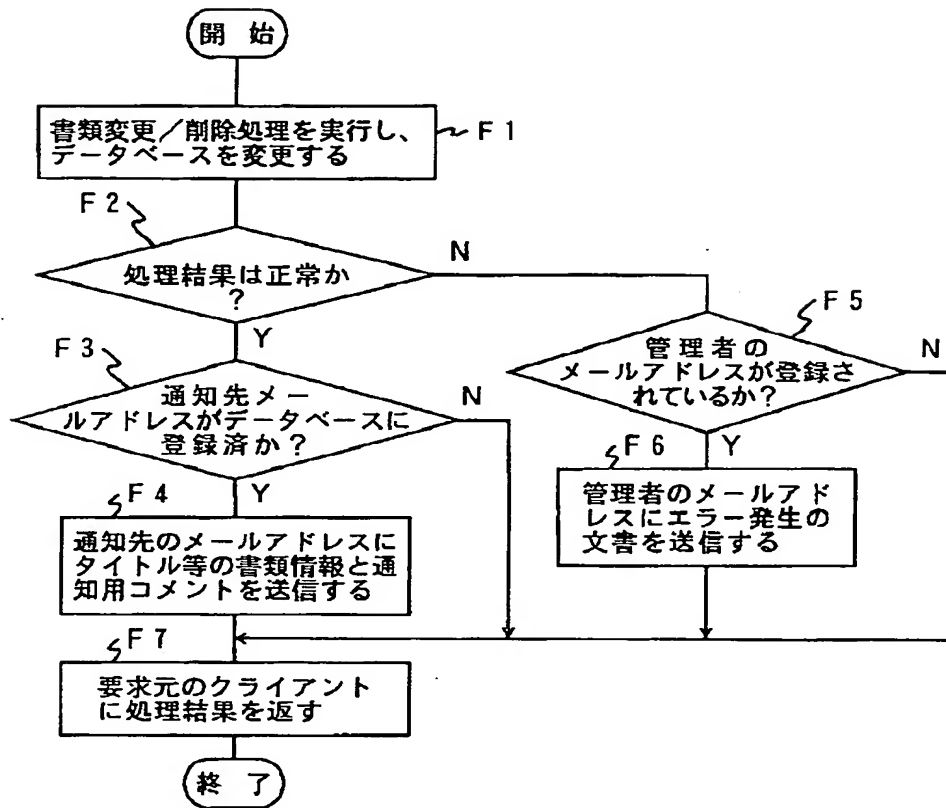 開 始
書類変更／削除処理を実行し、
データベースを変更する
F1
F2
処理結果は正常か
?
N
Y
F3
通知先メー
ルアドレスがデータベースに
登録済か?
N
Y
F4
通知先のメールアドレスに
タイトル等の書類情報と通
知用コメントを送信する
F5
管理者の
メールアドレスが登録さ
れているか?
N
Y
F6
管理者のメールアド
レスにエラー発生の
文書を送信する
F7
要求元のクライアント
に処理結果を返す
終 了